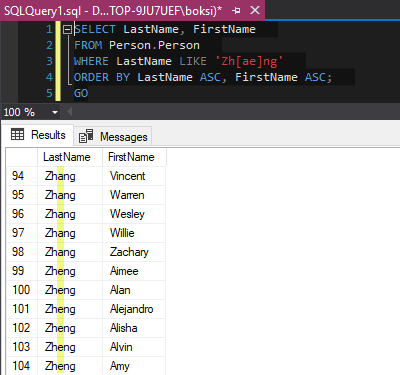 SQLQuery1.sql - D...TOP-9JU7UEF\boksi)*
1 SELECT LastName, FirstName
2 FROM Person.Person
3 WHERE LastName LIKE 'Zh[ae]ng'
4 ORDER BY LastName ASC, FirstName ASC;
5 GO
100 %
Results Messages
LastName FirstName
94 Zhang Vincent
95 Zhang Warren
96 Zhang Wesley
97 Zhang Willie
98 Zhang Zachary
99 Zheng Aimee
100 Zheng Alan
101 Zheng Alejandro
102 Zheng Alisha
103 Zheng Alvin
104 Zheng Amy